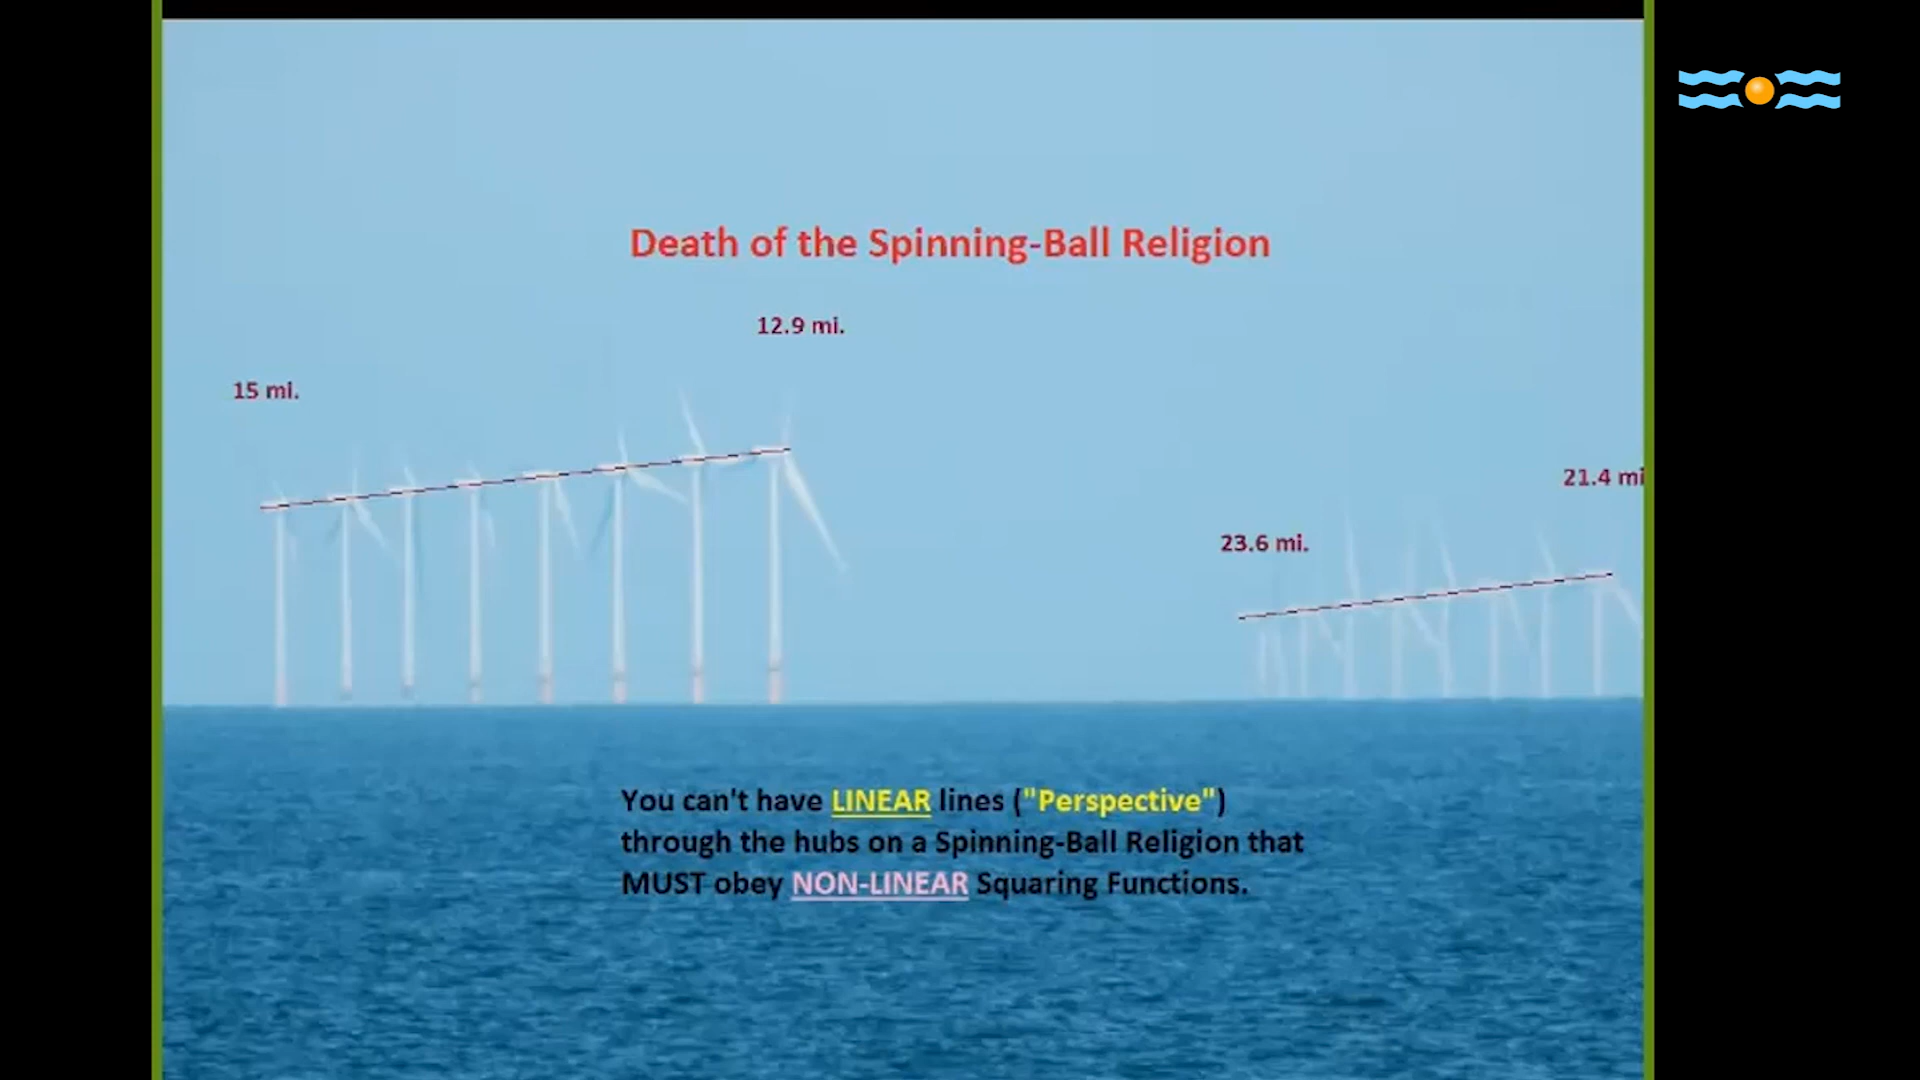 Death of the Spinning-Ball Religion
12.9 mi.
15 mi.
21.4 mi
23.6 mi.
You can't have LINEAR lines ("Perspective")
through the hubs on a Spinning-Ball Religion that
MUST obey NON-LINEAR Squaring Functions.